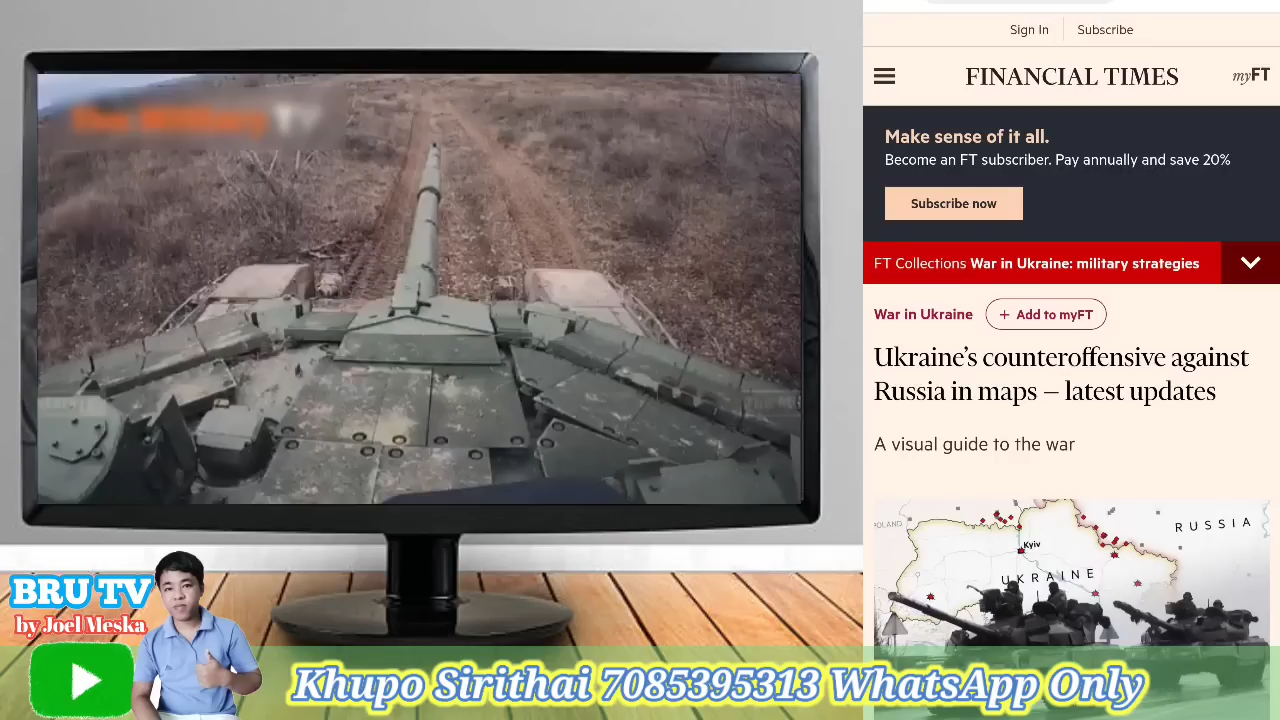 Sign In
Subscribe
FINANCIAL TIMES
myFT
Make sense of it all.
Become an FT subscriber. Pay annually and save 20%
Subscribe now
FT Collections War in Ukraine: military strategies
War in Ukraine
+ Add to myFT
Ukraine's counteroffensive against
Russia in maps – latest updates
A visual guide to the war
POLAND
RUSSIA
Kyiv
UKRAINE
BRU TV
by Joel Meska
Khupo Sirithai 7085395313 WhatsApp Only